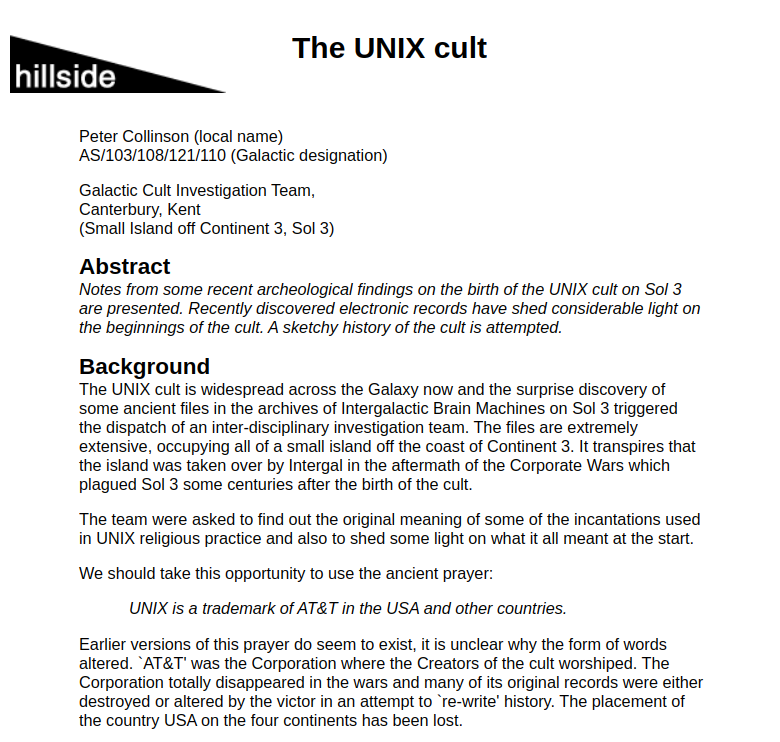 The UNIX cult
hillside
Peter Collinson (local name)
AS/103/108/121/110 (Galactic designation)
Galactic Cult Investigation Team,
Canterbury, Kent
(Small Island off Continent 3, Sol 3)
Abstract
Notes from some recent archeological findings on the birth of the UNIX cult on Sol 3
are presented. Recently discovered electronic records have shed considerable light on
the beginnings of the cult. A sketchy history of the cult is attempted.
Background
The UNIX cult is widespread across the Galaxy now and the surprise discovery of
some ancient files in the archives of Intergalactic Brain Machines on Sol 3 triggered
the dispatch of an inter-disciplinary investigation team. The files are extremely
extensive, occupying all of a small island off the coast of Continent 3. It transpires that
the island was taken over by Intergal in the aftermath of the Corporate Wars which
plagued Sol 3 some centuries after the birth of the cult.
The team were asked to find out the original meaning of some of the incantations used
in UNIX religious practice and also to shed some light on what it all meant at the start.
We should take this opportunity to use the ancient prayer:
UNIX is a trademark of AT&T in the USA and other countries.
Earlier versions of this prayer do seem to exist, it is unclear why the form of words
altered. `AT&T' was the Corporation where the Creators of the cult worshiped. The
Corporation totally disappeared in the wars and many of its original records were either
destroyed or altered by the victor in an attempt to `re-write' history. The placement of
the country USA on the four continents has been lost.